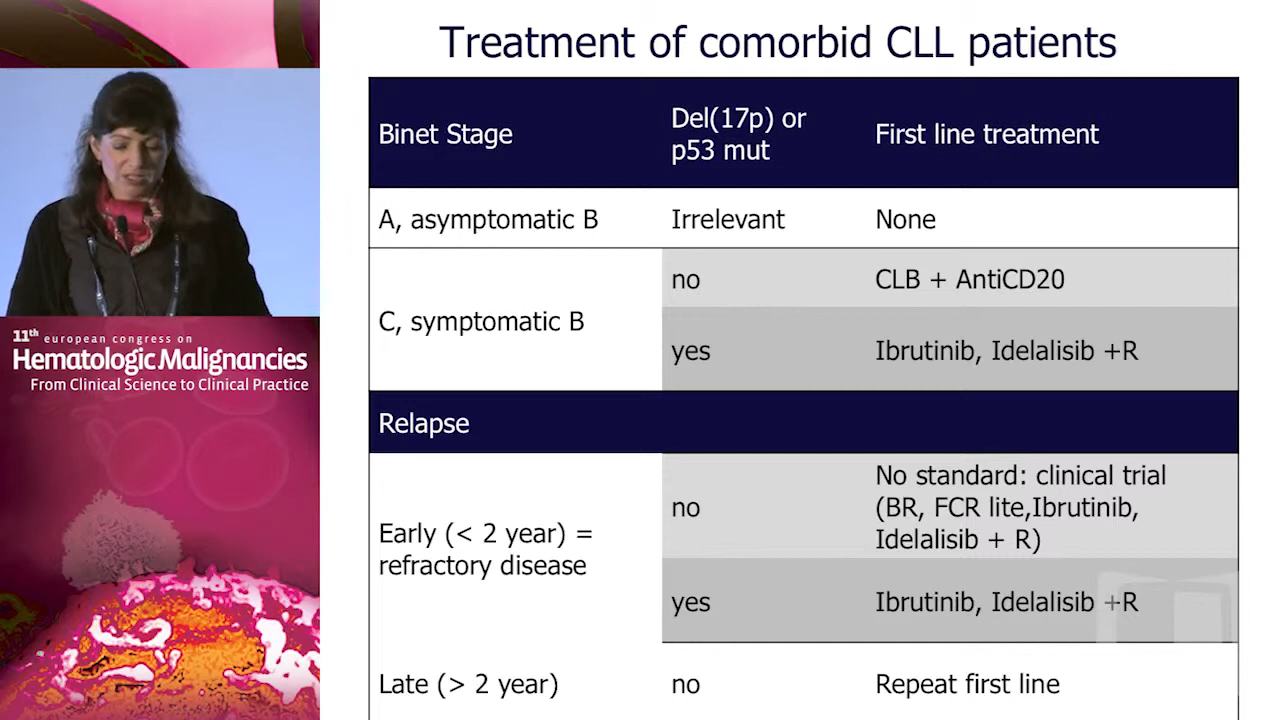 Treatment of comorbid CLL patients
Binet Stage
Del(17p) or
p53 mut
First line treatment
A, asymptomatic B
Irrelevant
None
C, symptomatic B
no
CLB + AntiCD20
yes
Ibrutinib, Idelalisib +R
Relapse
Early (< 2 year) =
refractory disease
no
No standard: clinical trial
(BR, FCR lite,Ibrutinib,
Idelalisib + R)
yes
Ibrutinib, Idelalisib +R
Late (> 2 year)
no
Repeat first line
11th european congress on
Hematologic Malignancies
From Clinical Science to Clinical Practice